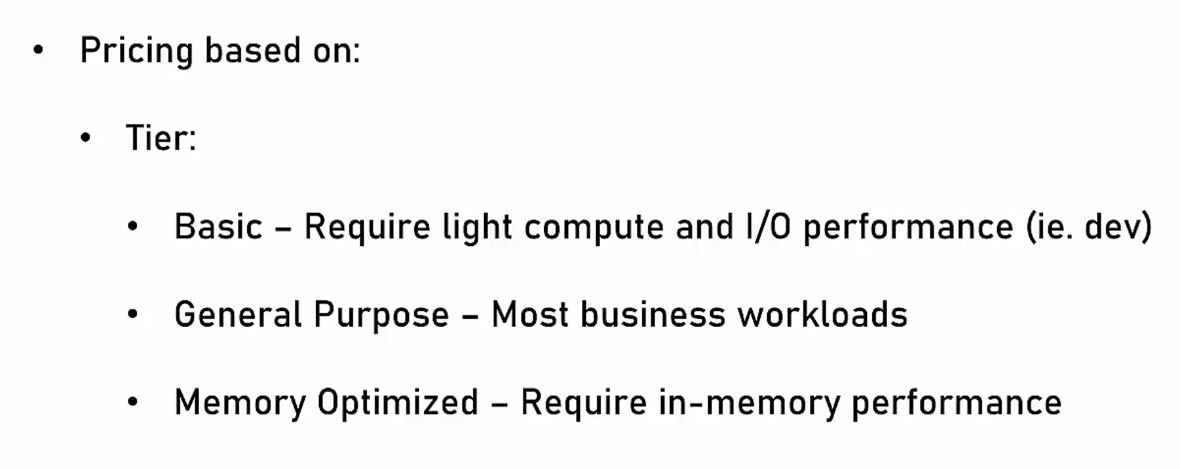 • Pricing based on:
• Tier:
• Basic – Require light compute and I/O performance (ie. dev)
• General Purpose – Most business workloads
• Memory Optimized – Require in-memory performance